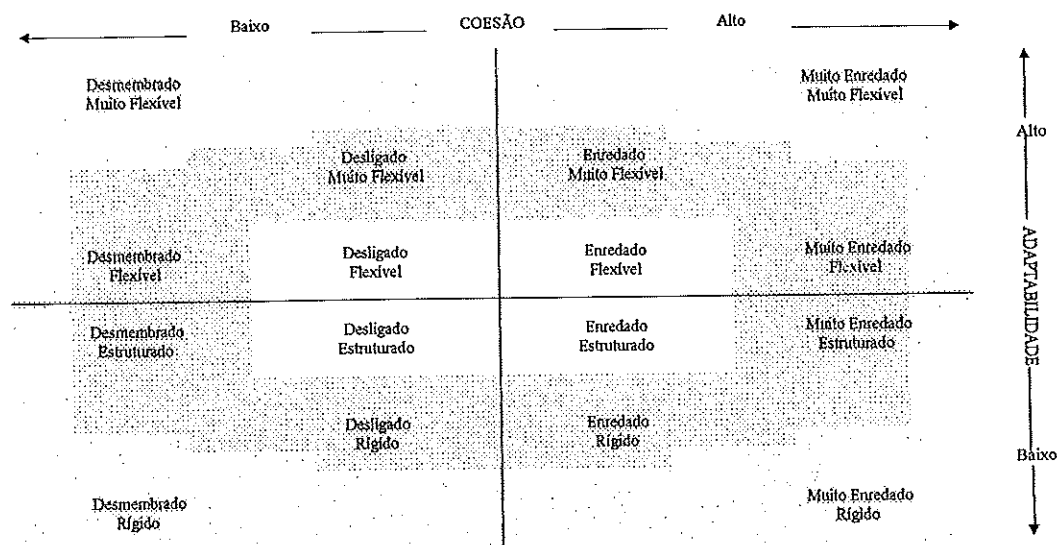 Baixo COESÃO Alto
Desmembrado
Muito Flexível
Muito Enredado
Muito Flexível
Alto
Desligado
Muito Flexível
Enredado
Muito Flexível
Desmembrado
Flexível
Desligado
Flexível
Enredado
Flexível
Muito Enredado
Flexível
ADAPTABILIDADE
Desmembrado
Estruturado
Desligado
Estruturado
Enredado
Estruturado
Muito Enredado
Estruturado
Desligado
Rígido
Enredado
Rígido
Baixo
Desmembrado
Rígido
Muito Enredado
Rígido